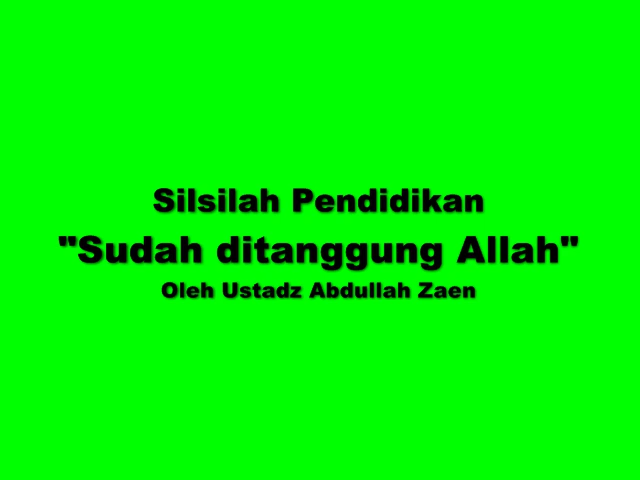 Silsilah Pendidikan
"Sudah ditanggung Allah"
Oleh Ustadz Abdullah Zaen